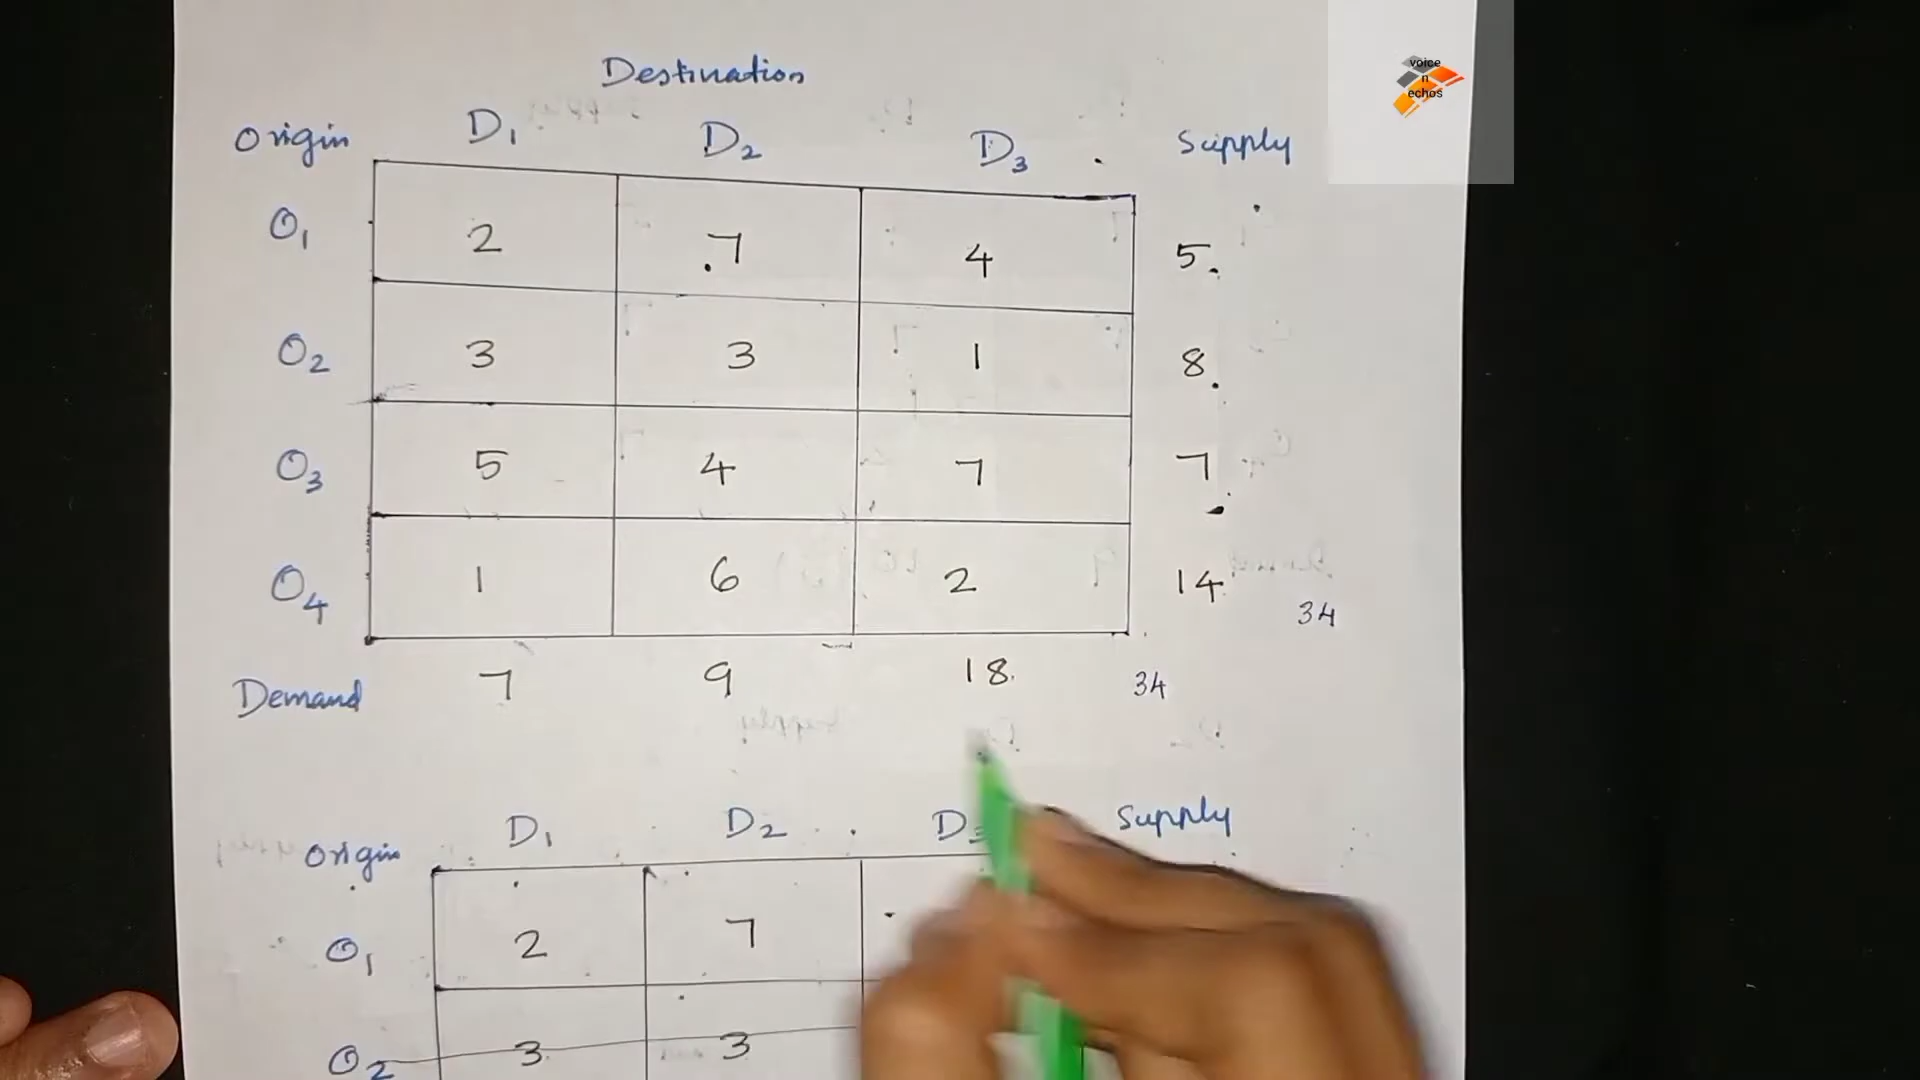 voice
n
echos
Destination
Origin D₁ D₂ D₃ Supply
O₁ 2 7 4 5
O₂ 3 3 1 8
O₃ 5 4 7 7
O₄ 1 6 2 14 34
Demand 7 9 18 34
Origin D₁ D₂ D₃ Supply
O₁ 2 7
O₂ 3 3